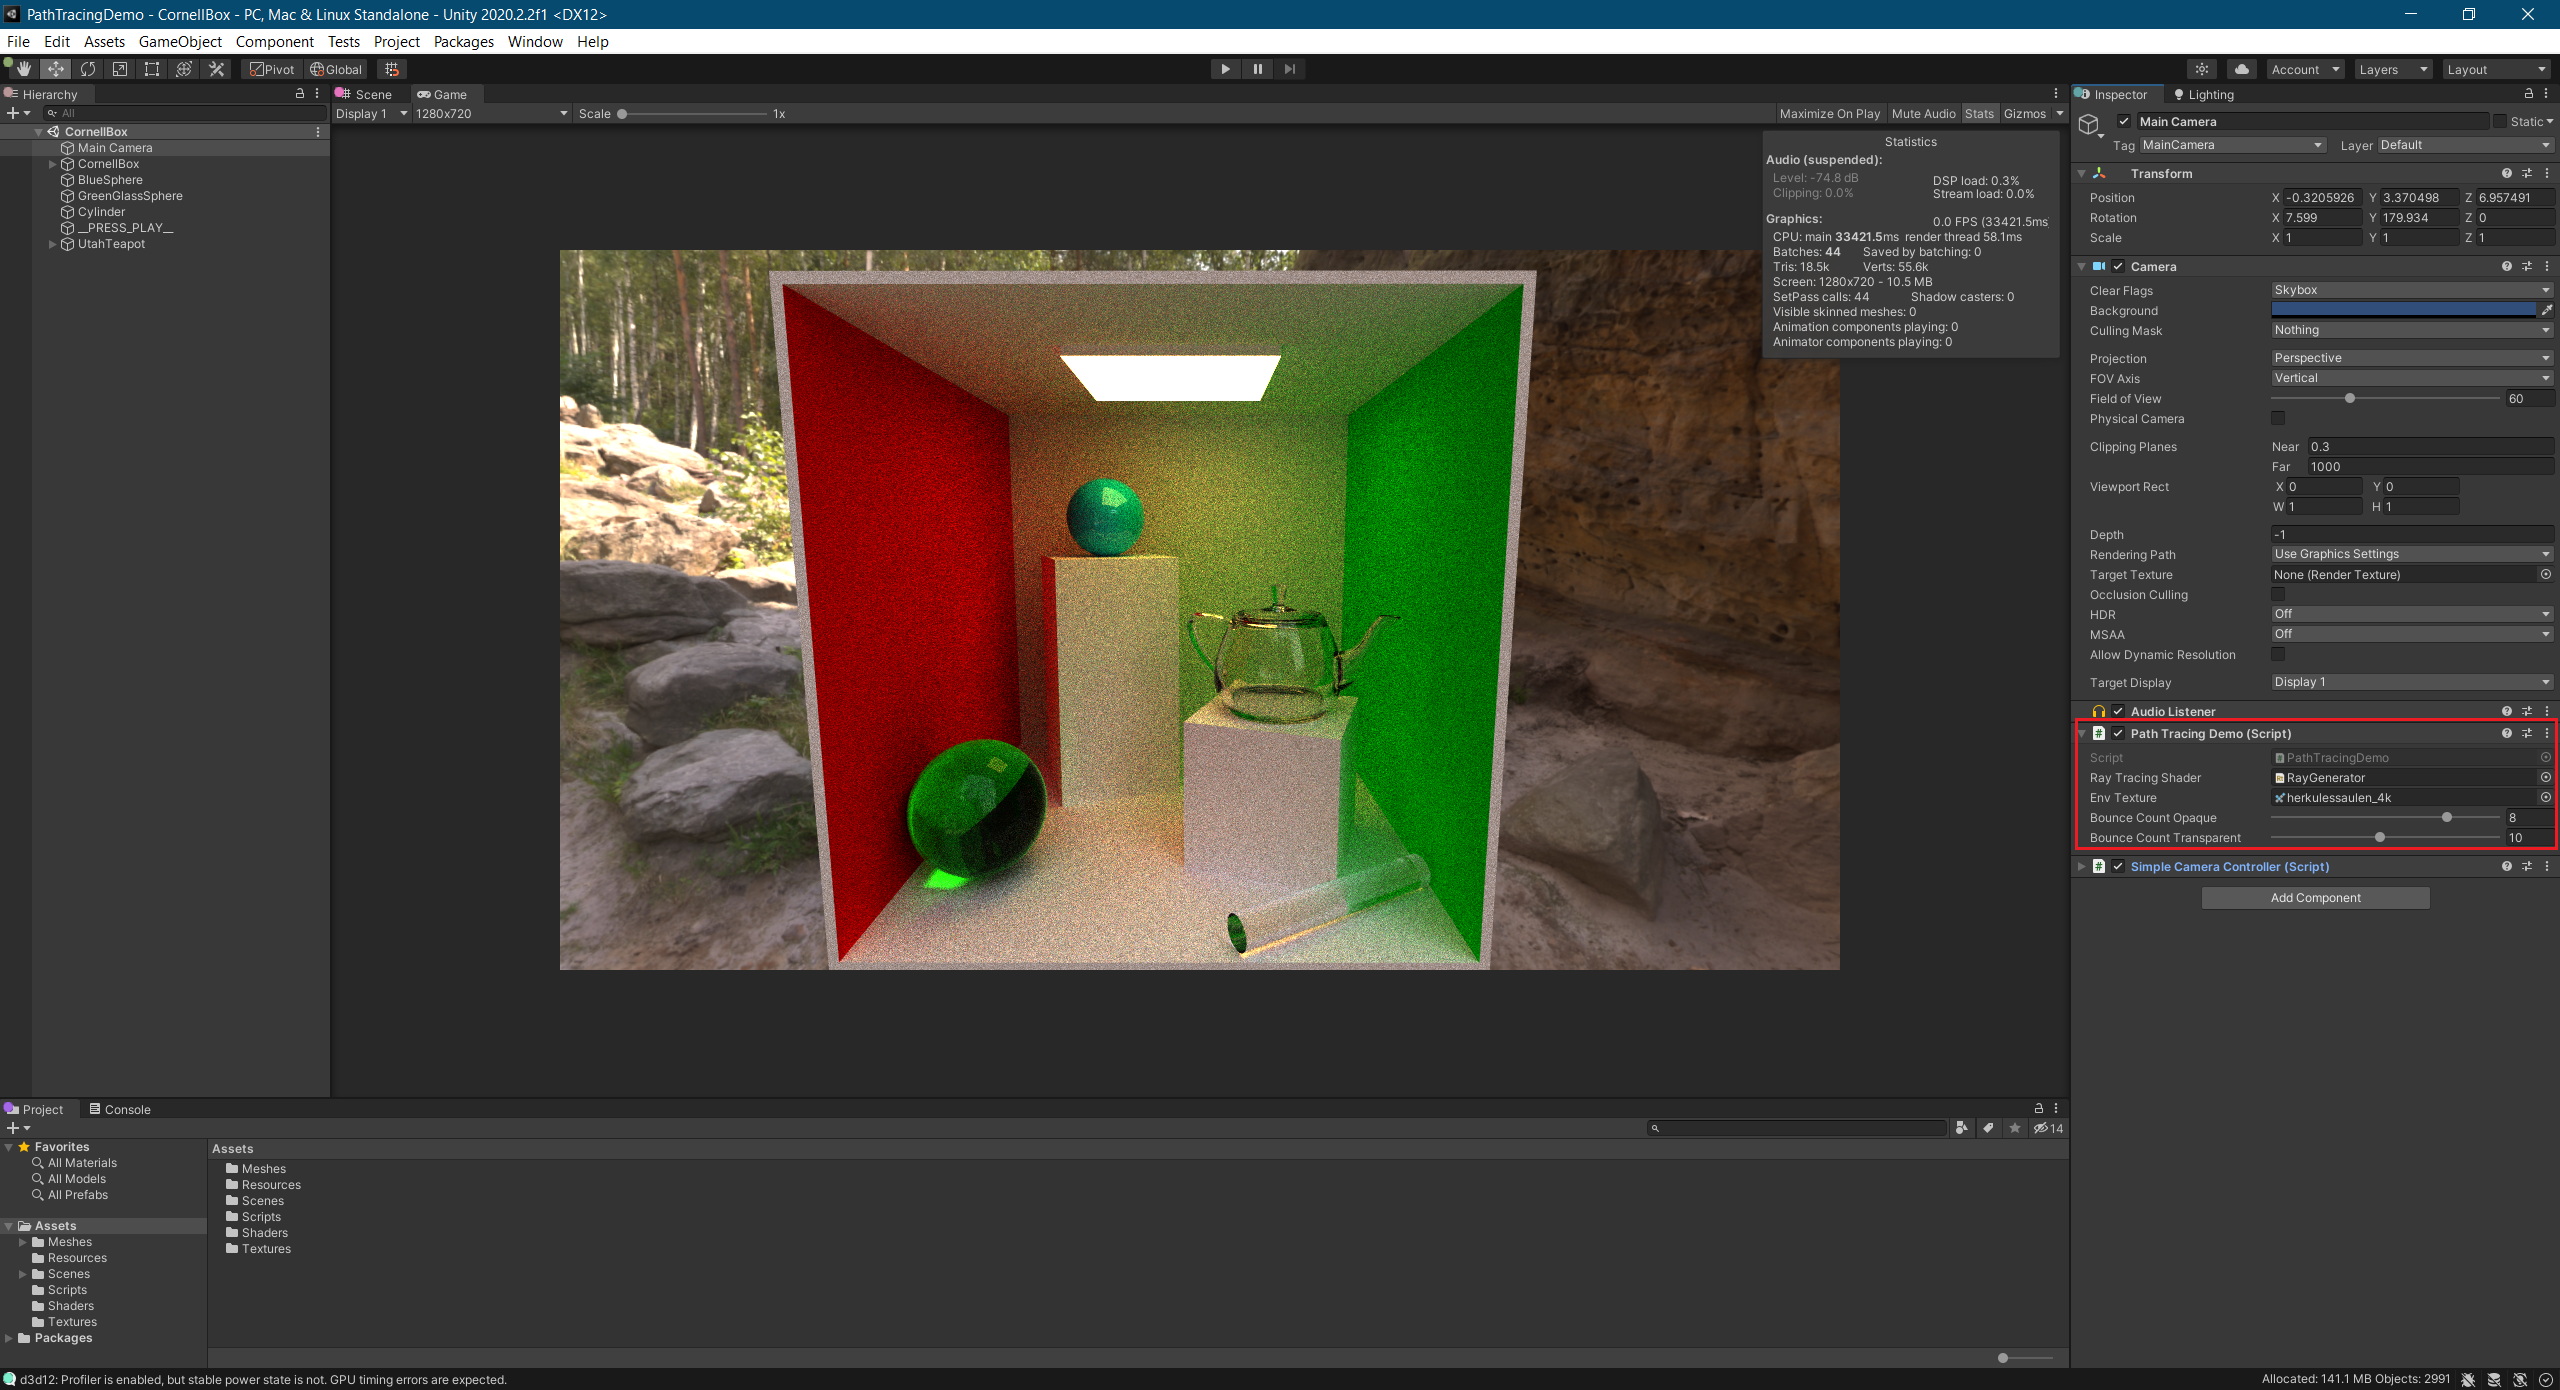 PathTracingDemo - CornellBox - PC, Mac & Linux Standalone - Unity 2020.2.2f1 <DX12>
File Edit Assets GameObject Component Tests Project Packages Window Help
Pivot Global Account Layers Layout
Hierarchy
All
CornellBox
Main Camera
CornellBox
BlueSphere
GreenGlassSphere
Cylinder
__PRESS_PLAY__
UtahTeapot
Scene Game
Display 1 1280x720 Scale 1x Maximize On Play Mute Audio Stats Gizmos
Statistics
Audio (suspended):
Level: -74.8 dB DSP load: 0.3%
Clipping: 0.0% Stream load: 0.0%
Graphics: 0.0 FPS (33421.5ms)
CPU: main 33421.5ms render thread 58.1ms
Batches: 44 Saved by batching: 0
Tris: 18.5k Verts: 55.6k
Screen: 1280x720 - 10.5 MB
SetPass calls: 44 Shadow casters: 0
Visible skinned meshes: 0
Animation components playing: 0
Animator components playing: 0
Inspector Lighting
Main Camera Static
Tag MainCamera Layer Default
Transform
Position X -0.3205926 Y 3.370498 Z 6.957491
Rotation X 7.599 Y 179.934 Z 0
Scale X 1 Y 1 Z 1
Camera
Clear Flags Skybox
Background
Culling Mask Nothing
Projection Perspective
FOV Axis Vertical
Field of View 60
Physical Camera
Clipping Planes Near 0.3
Far 1000
Viewport Rect X 0 Y 0
W 1 H 1
Depth -1
Rendering Path Use Graphics Settings
Target Texture None (Render Texture)
Occlusion Culling
HDR Off
MSAA Off
Allow Dynamic Resolution
Target Display Display 1
Audio Listener
Path Tracing Demo (Script)
Script PathTracingDemo
Ray Tracing Shader RayGenerator
Env Texture herkulessaulen_4k
Bounce Count Opaque 8
Bounce Count Transparent 10
Simple Camera Controller (Script)
Add Component
Project Console
14
Favorites
All Materials
All Models
All Prefabs
Assets
Meshes
Resources
Scenes
Scripts
Shaders
Textures
Packages
Assets
Meshes
Resources
Scenes
Scripts
Shaders
Textures
d3d12: Profiler is enabled, but stable power state is not. GPU timing errors are expected.
Allocated: 141.1 MB Objects: 2991